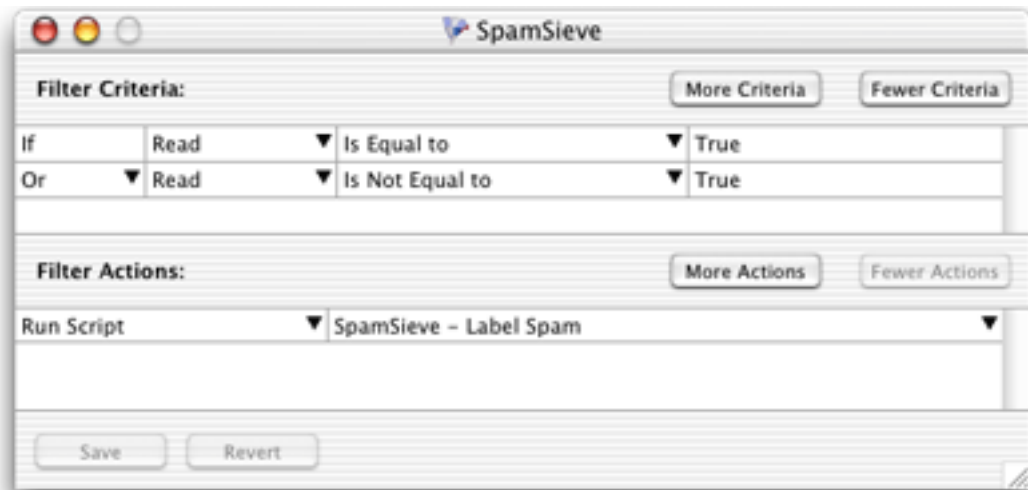 SpamSieve
Filter Criteria: More Criteria Fewer Criteria
If Read Is Equal to True
Or Read Is Not Equal to True
Filter Actions: More Actions Fewer Actions
Run Script SpamSieve – Label Spam
Save Revert